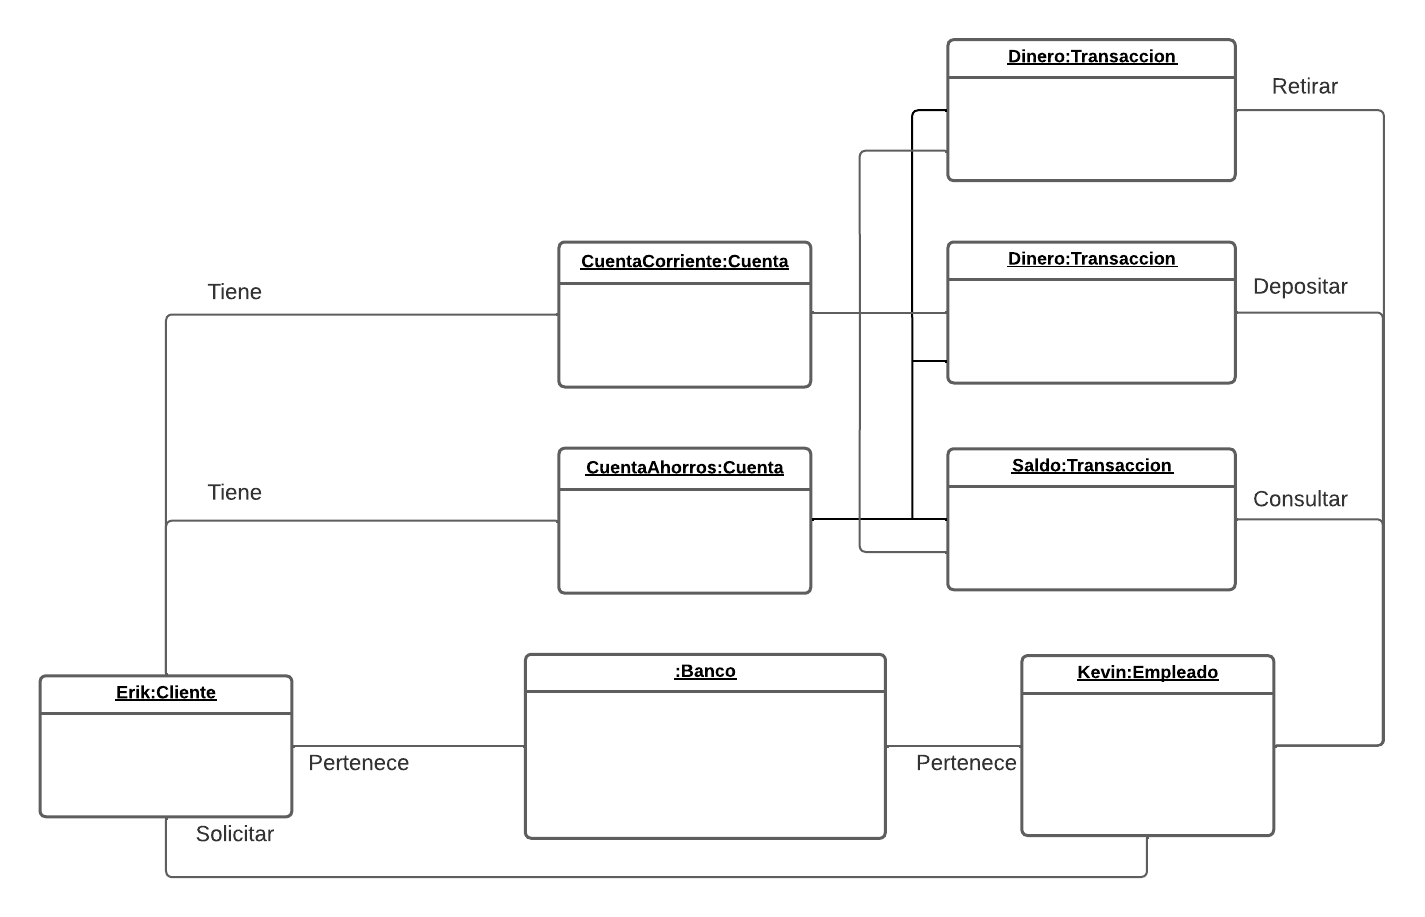 Dinero:Transaccion
Retirar
CuentaCorriente:Cuenta
Dinero:Transaccion
Tiene
Depositar
CuentaAhorros:Cuenta
Saldo:Transaccion
Tiene
Consultar
Erik:Cliente
:Banco
Kevin:Empleado
Pertenece
Pertenece
Solicitar